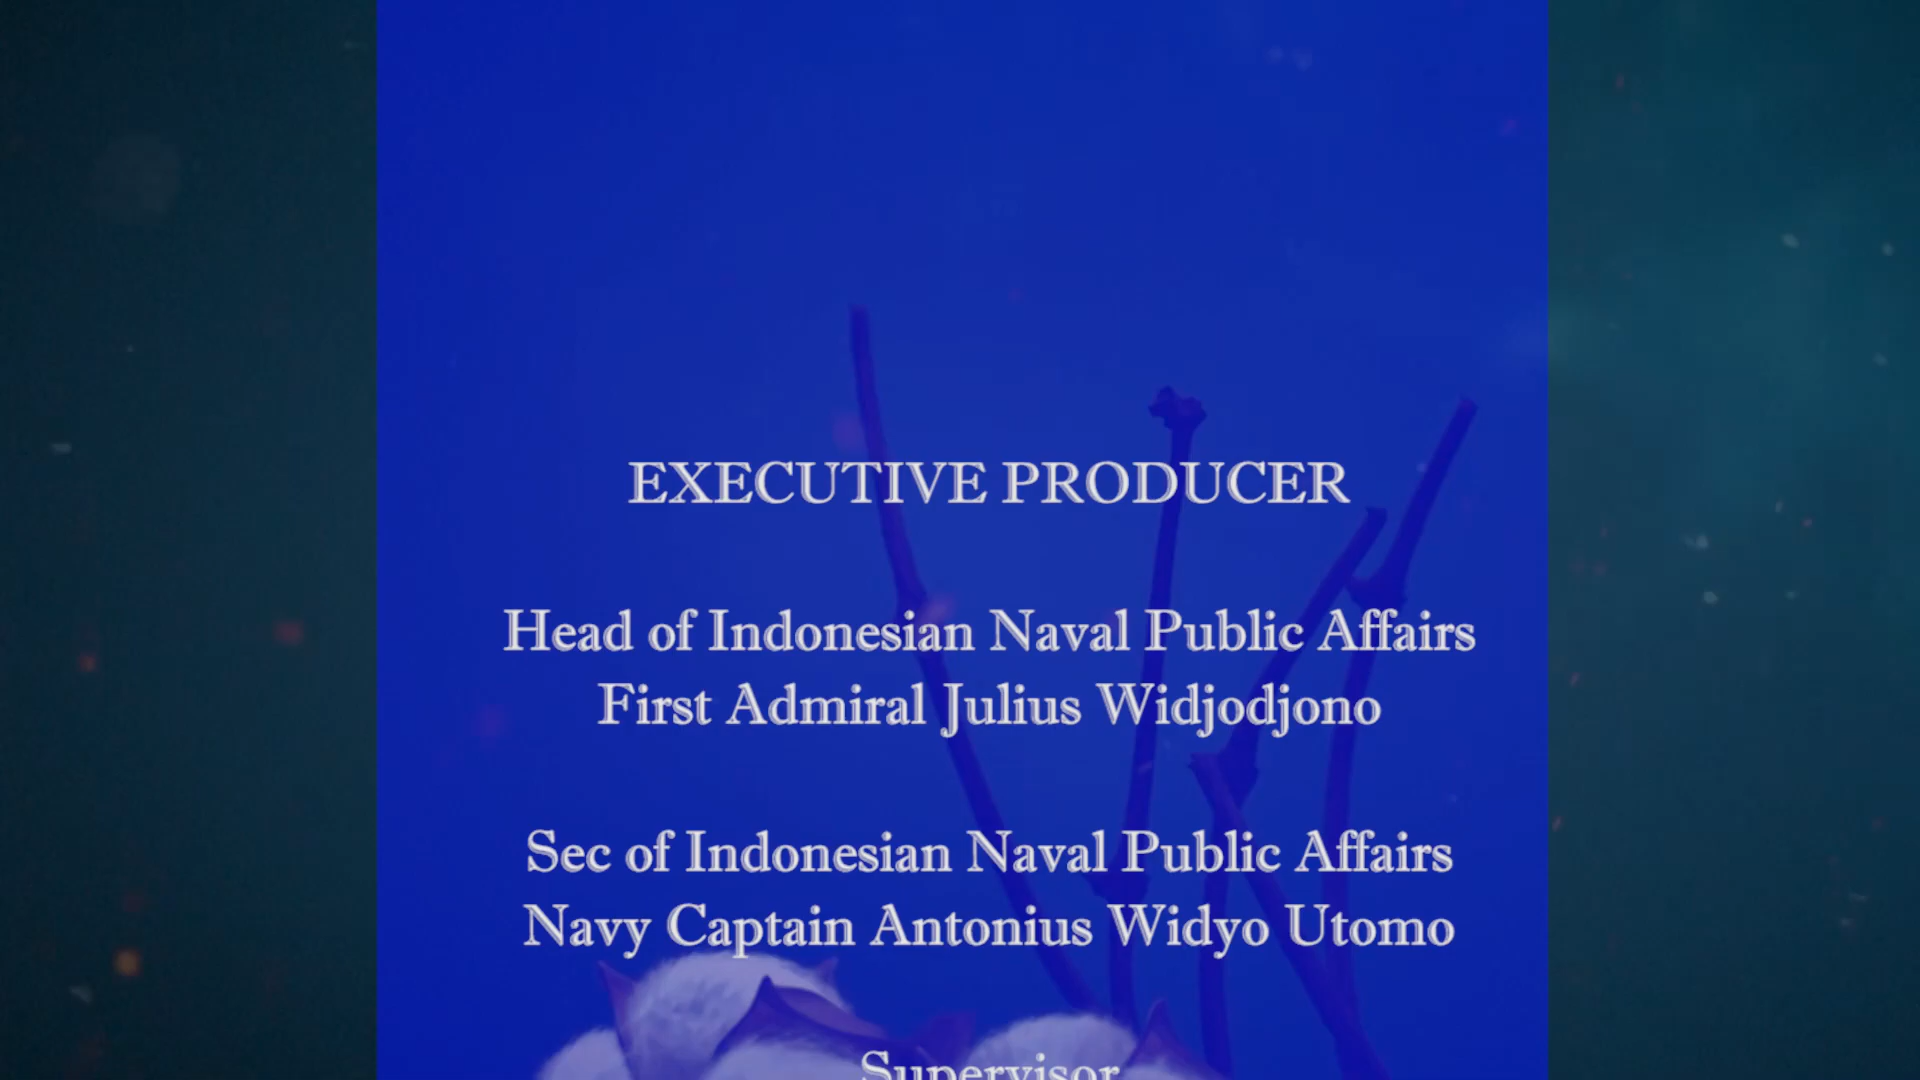 EXECUTIVE PRODUCER
Head of Indonesian Naval Public Affairs
First Admiral Julius Widjodjono
Sec of Indonesian Naval Public Affairs
Navy Captain Antonius Widyo Utomo
Supervisor